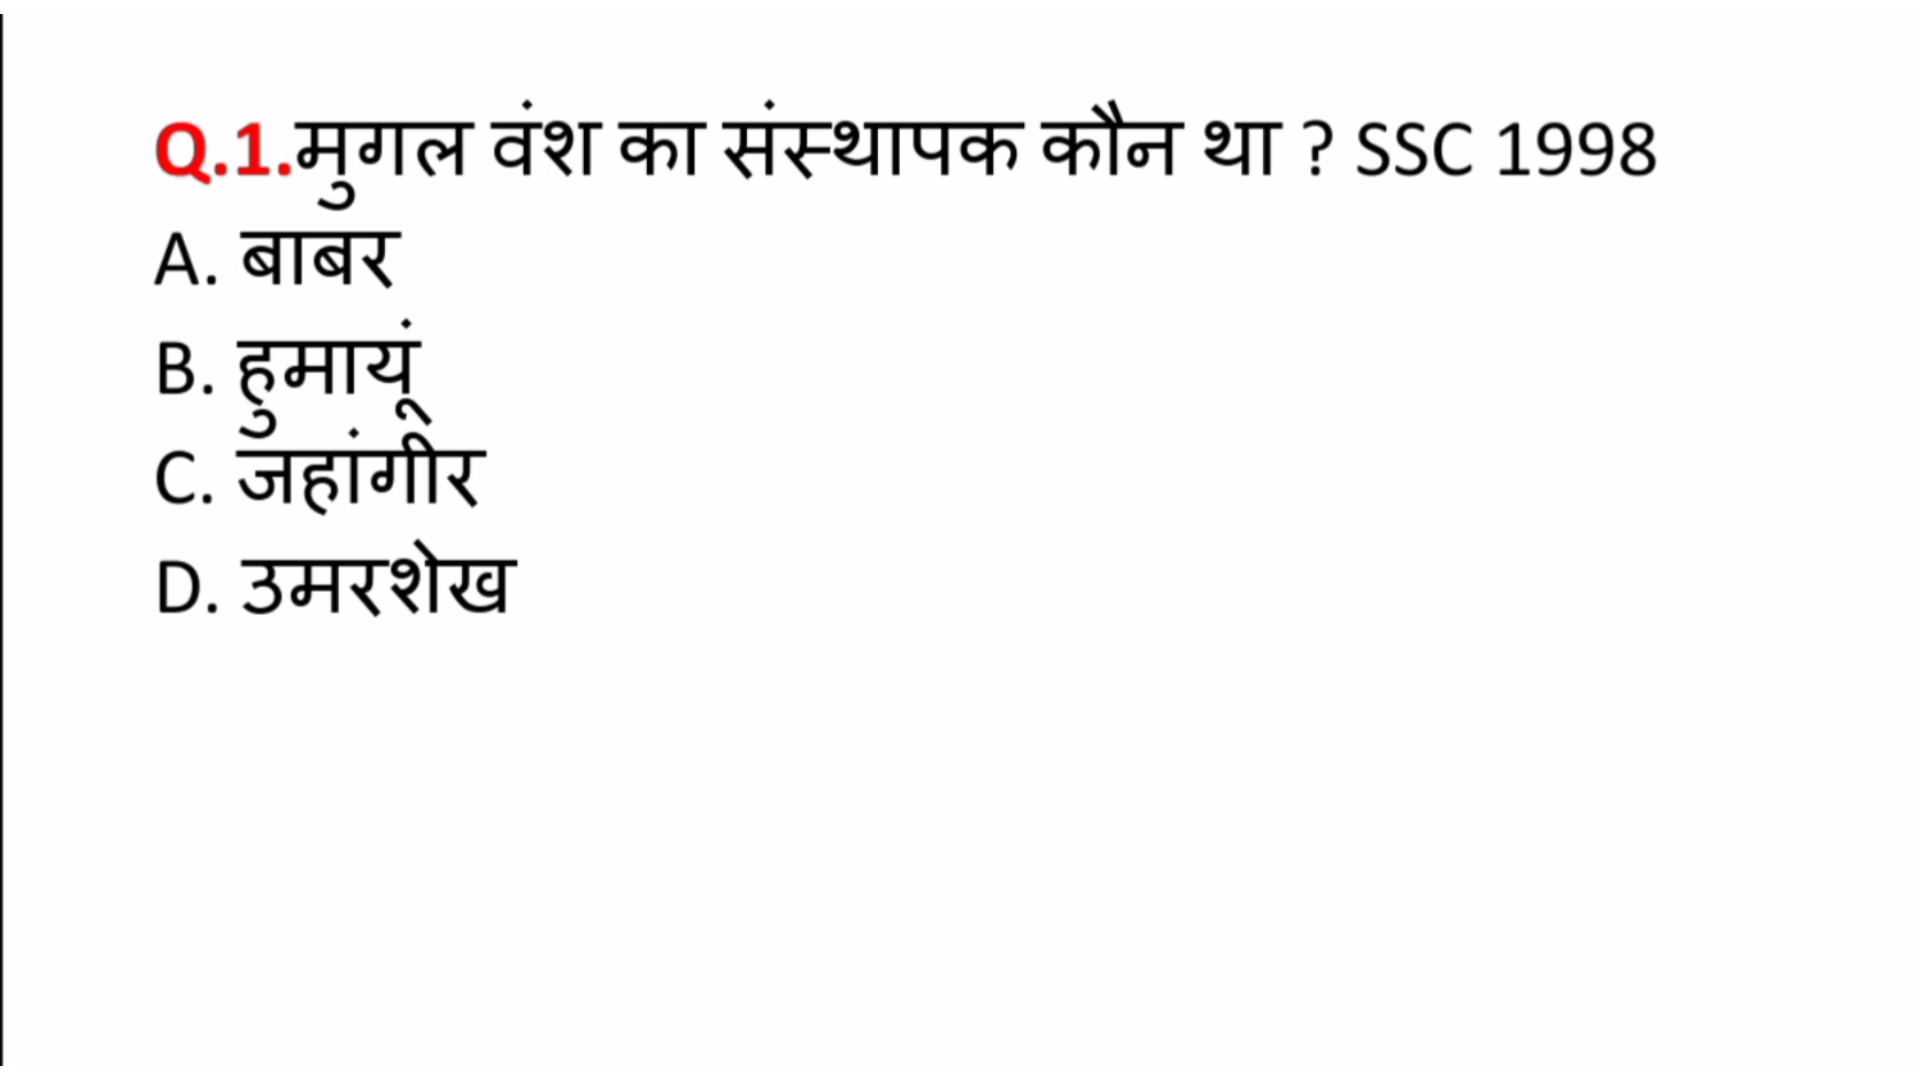 Q.1.मुगल वंश का संस्थापक कौन था ? SSC 1998
A. बाबर
B. हुमायूं
C. जहांगीर
D. उमरशेख